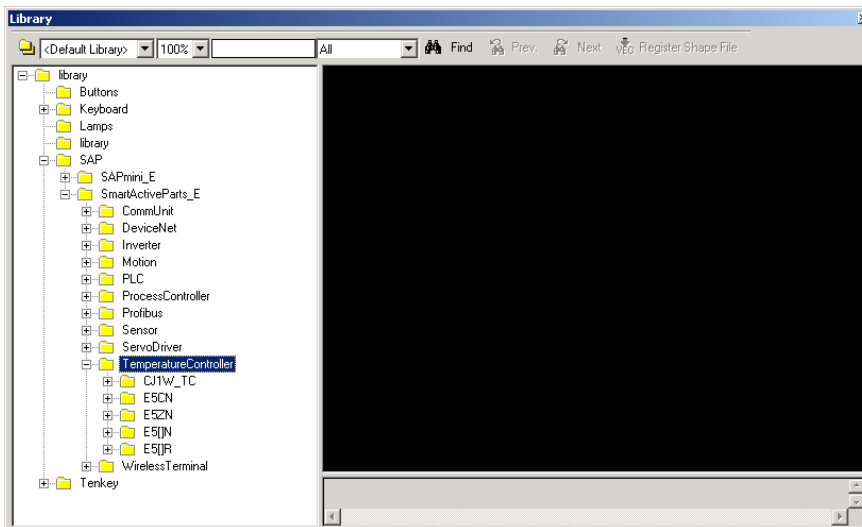 Library
<Default Library> 100% All Find Prev. Next VEC Register Shape File
library
Buttons
Keyboard
Lamps
library
SAP
SAPmini_E
SmartActiveParts_E
CommUnit
DeviceNet
Inverter
Motion
PLC
ProcessController
Profibus
Sensor
ServoDriver
TemperatureController
CJ1W_TC
E5CN
E5ZN
E5[]N
E5[]R
WirelessTerminal
Tenkey